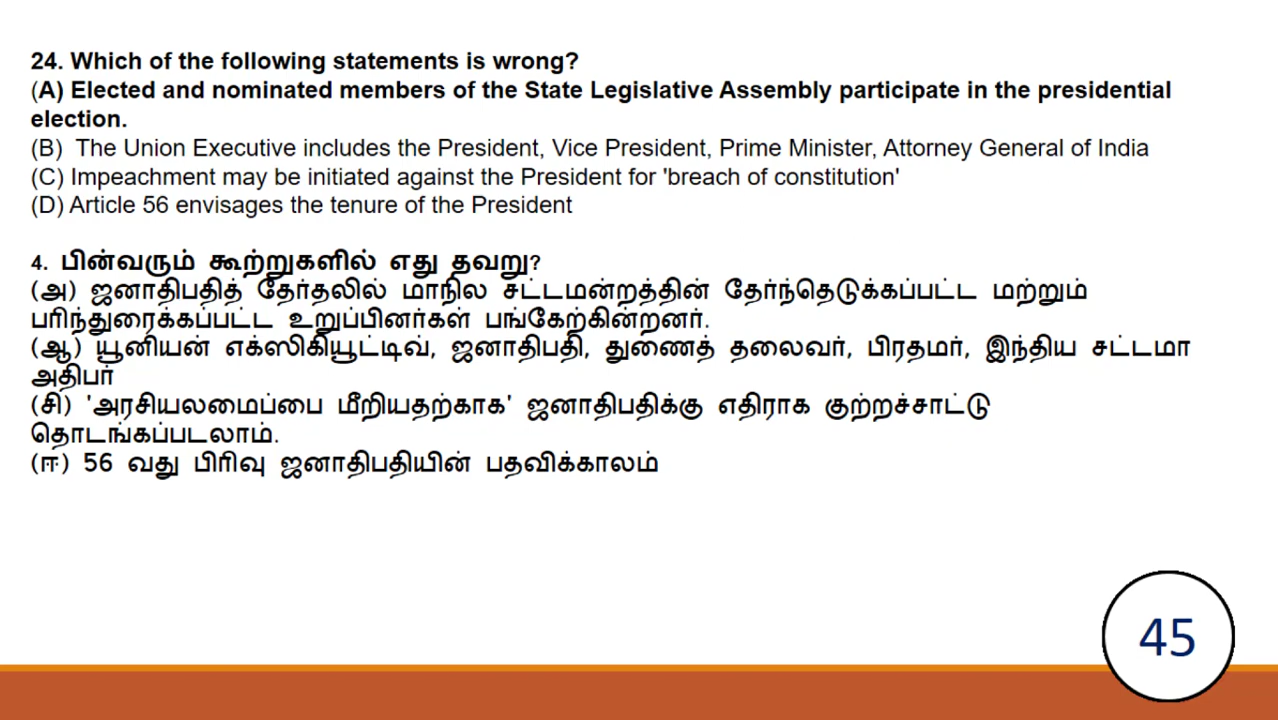 24. Which of the following statements is wrong?
(A) Elected and nominated members of the State Legislative Assembly participate in the presidential
election.
(B)  The Union Executive includes the President, Vice President, Prime Minister, Attorney General of India
(C) Impeachment may be initiated against the President for 'breach of constitution'
(D) Article 56 envisages the tenure of the President
4. பின்வரும் கூற்றுகளில் எது தவறு?
(அ) ஜனாதிபதித் தேர்தலில் மாநில சட்டமன்றத்தின் தேர்ந்தெடுக்கப்பட்ட மற்றும்
பரிந்துரைக்கப்பட்ட உறுப்பினர்கள் பங்கேற்கின்றனர்.
(ஆ) யூனியன் எக்ஸிகியூட்டிவ், ஜனாதிபதி, துணைத் தலைவர், பிரதமர், இந்திய சட்டமா
அதிபர்
(சி) 'அரசியலமைப்பை மீறியதற்காக' ஜனாதிபதிக்கு எதிராக குற்றச்சாட்டு
தொடங்கப்படலாம்.
(ஈ) 56 வது பிரிவு ஜனாதிபதியின் பதவிக்காலம்
45